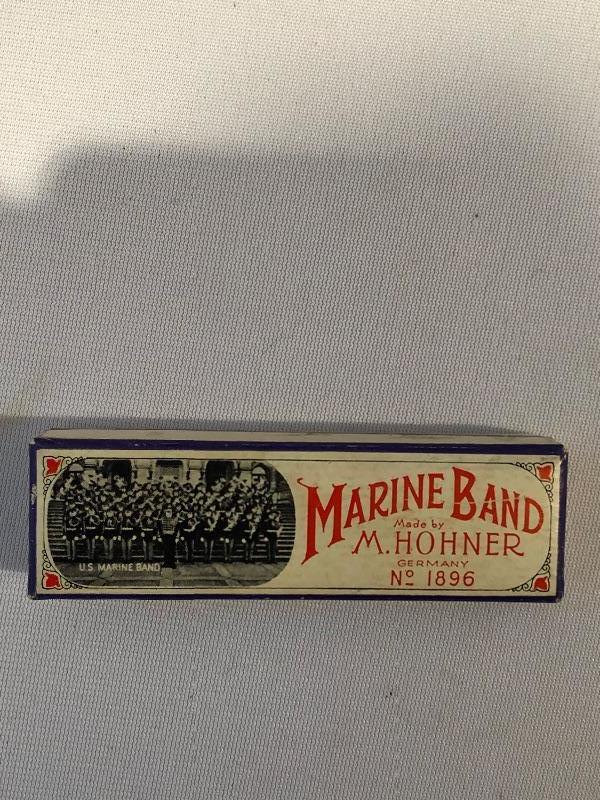 U.S. MARINE BAND
MARINE BAND
Made by
M. HOHNER
GERMANY
Nº 1896